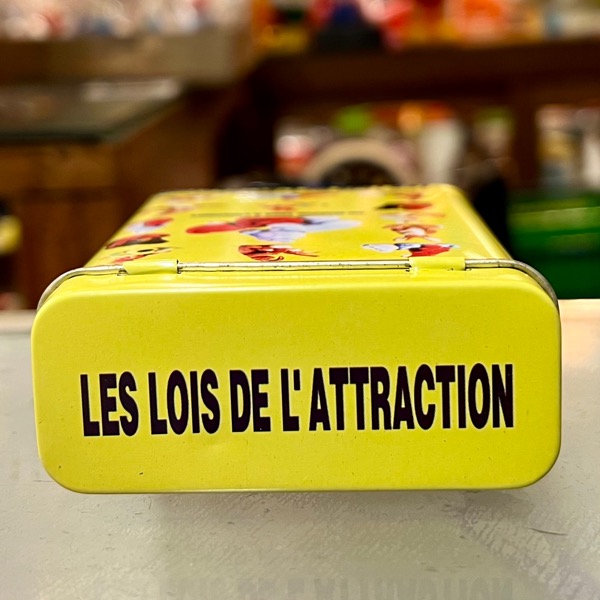 LES LOIS DE L'ATTRACTION